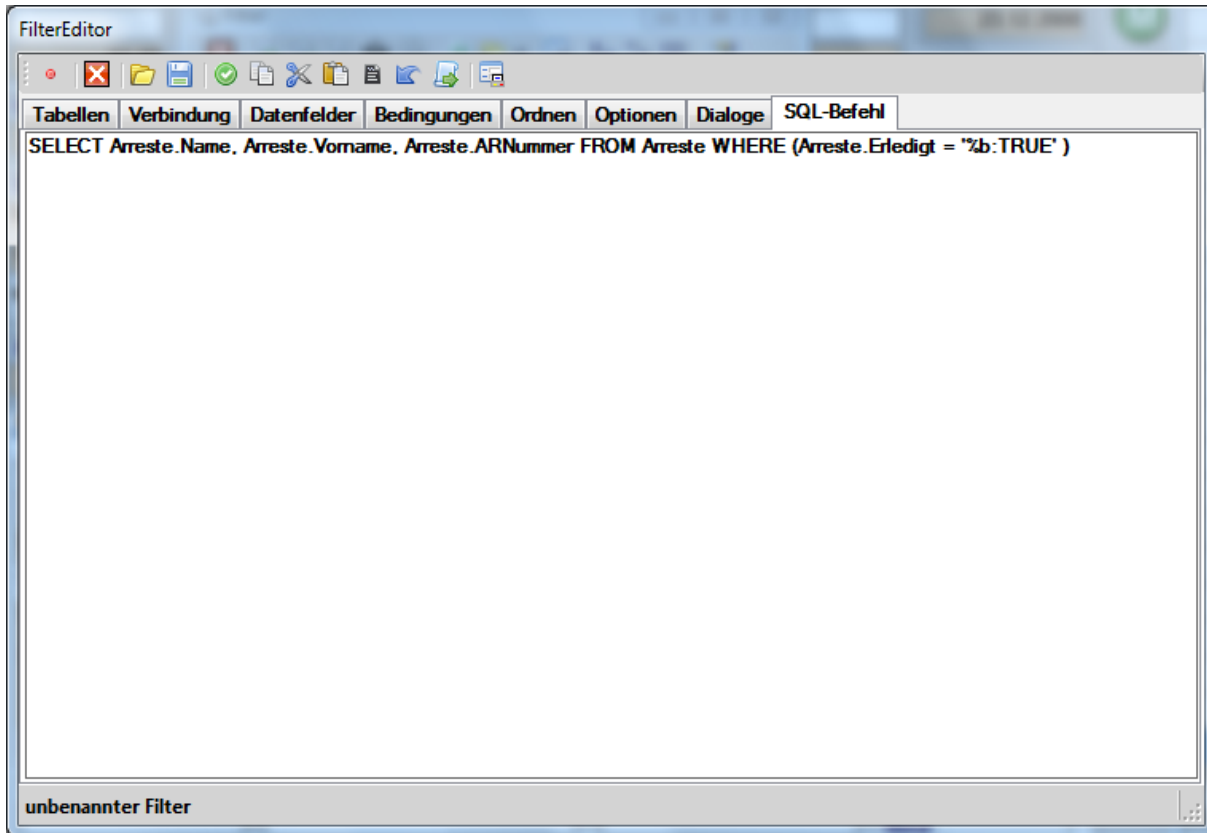 FilterEditor
Tabellen Verbindung Datenfelder Bedingungen Ordnen Optionen Dialoge SQL-Befehl
SELECT Arreste.Name, Arreste.Vorname, Arreste.ARNummer FROM Arreste WHERE (Arreste.Erledigt = '%b:TRUE' )
unbenannter Filter